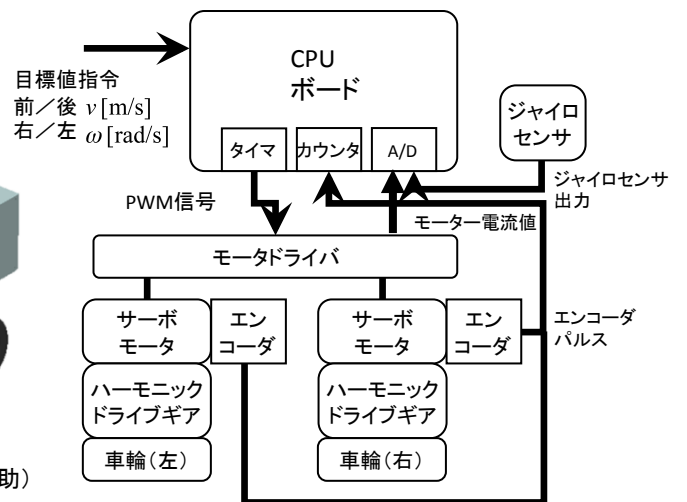 CPU
ボード
目標値指令
前／後 v [m/s]
右／左 ω [rad/s]
ジャイロ
センサ
タイマ
カウンタ
A/D
ジャイロセンサ
出力
PWM信号
モーター電流値
モータドライバ
サーボ
モータ
エン
コーダ
サーボ
モータ
エン
コーダ
エンコーダ
パルス
ハーモニック
ドライブギア
ハーモニック
ドライブギア
車輪（左）
車輪（右）
助）